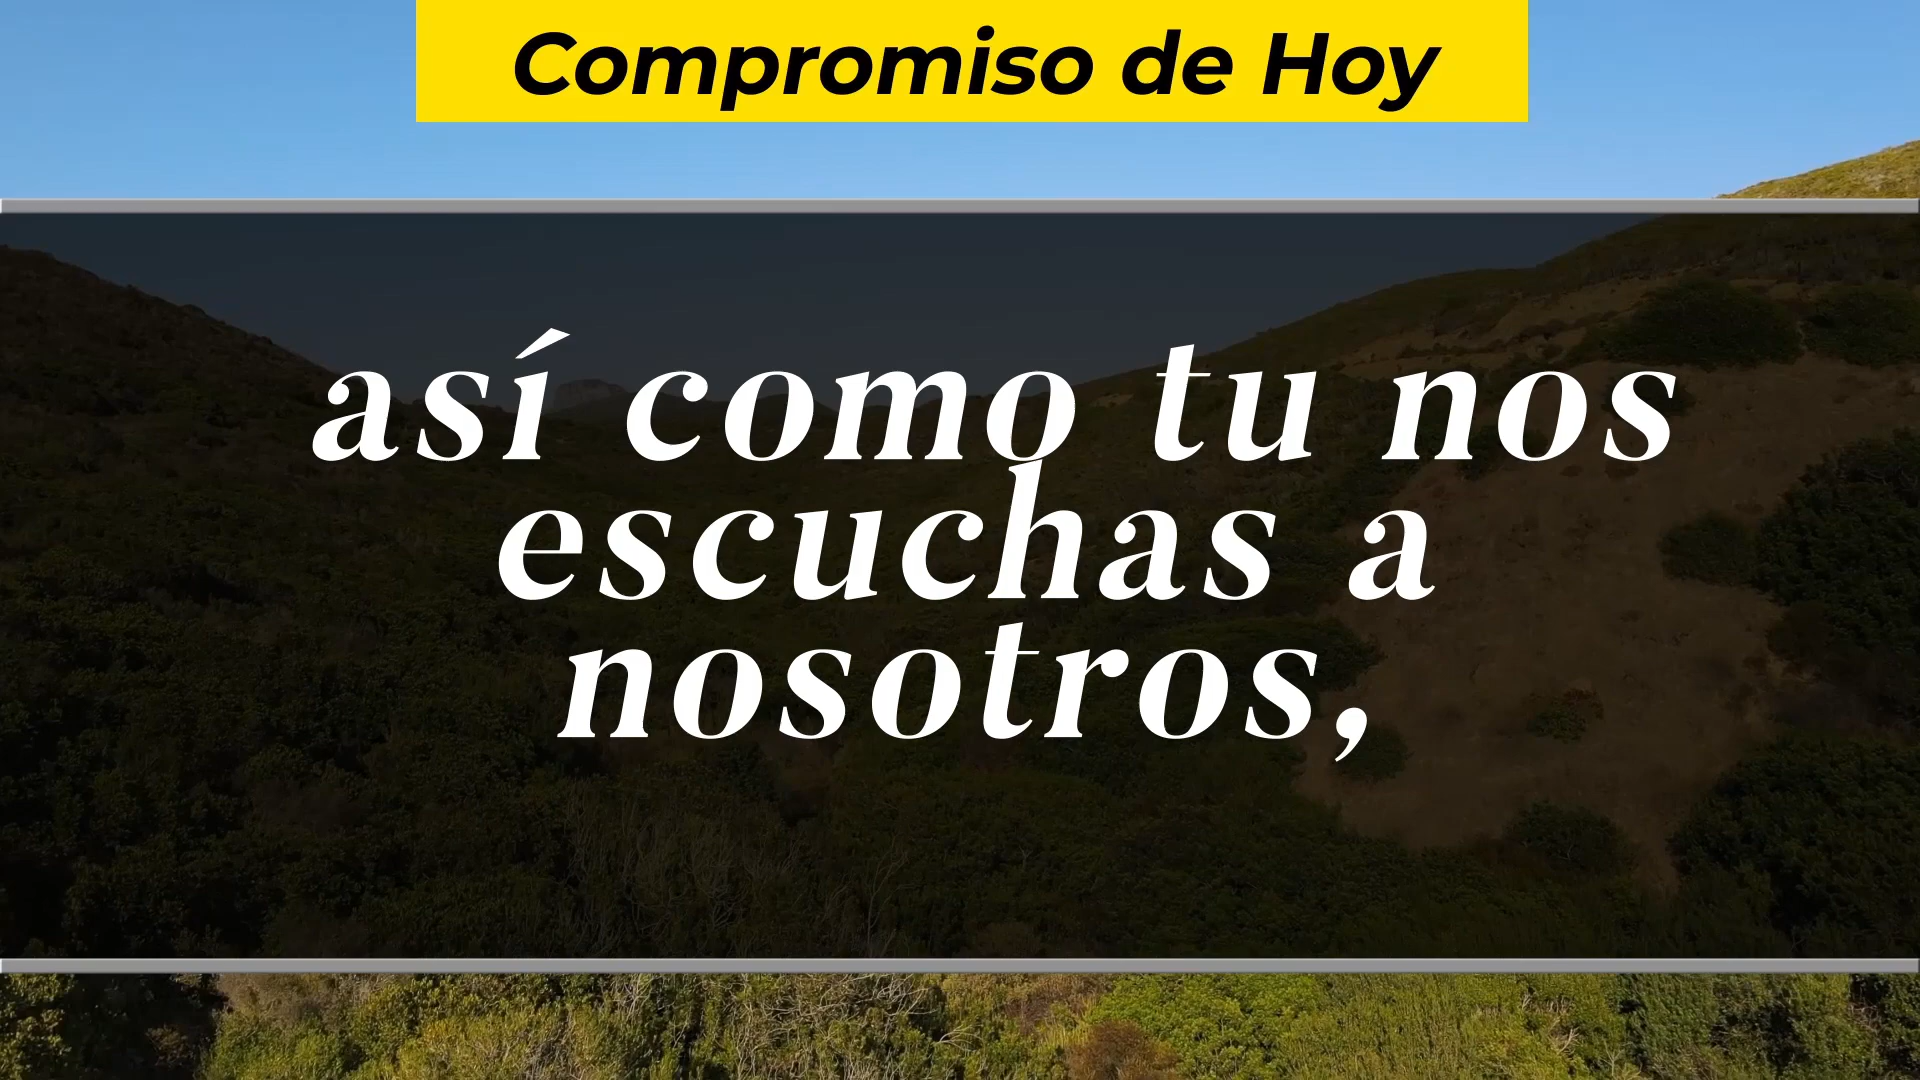 Compromiso de Hoy
así como tu nos
escuchas a
nosotros,